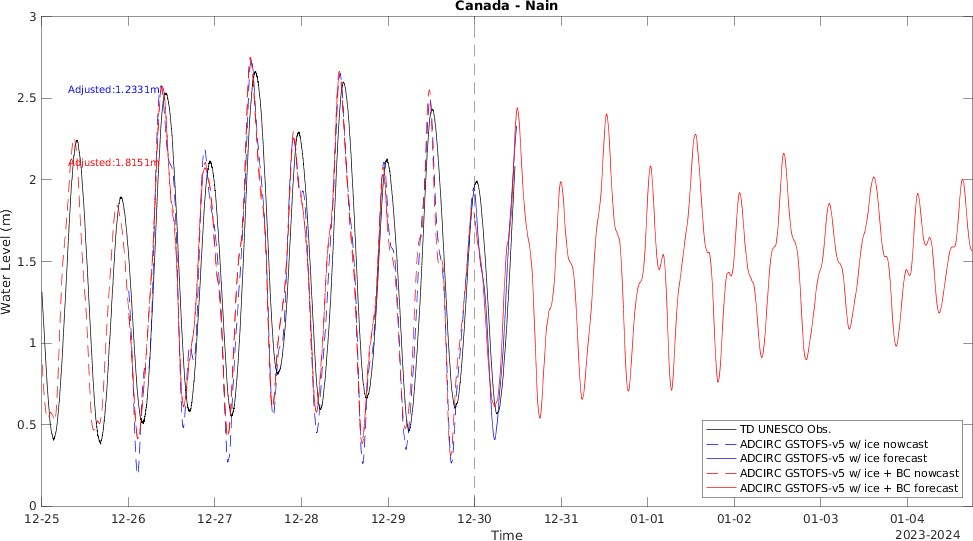 Canada - Nain
3
2.5
2
1.5
1
0.5
0
Water Level (m)
Adjusted:1.2331m
Adjusted:1.8151m
TD UNESCO Obs.
ADCIRC GSTOFS-v5 w/ ice nowcast
ADCIRC GSTOFS-v5 w/ ice forecast
ADCIRC GSTOFS-v5 w/ ice + BC nowcast
ADCIRC GSTOFS-v5 w/ ice + BC forecast
12-25 12-26 12-27 12-28 12-29 12-30 12-31 01-01 01-02 01-03 01-04
Time
2023-2024